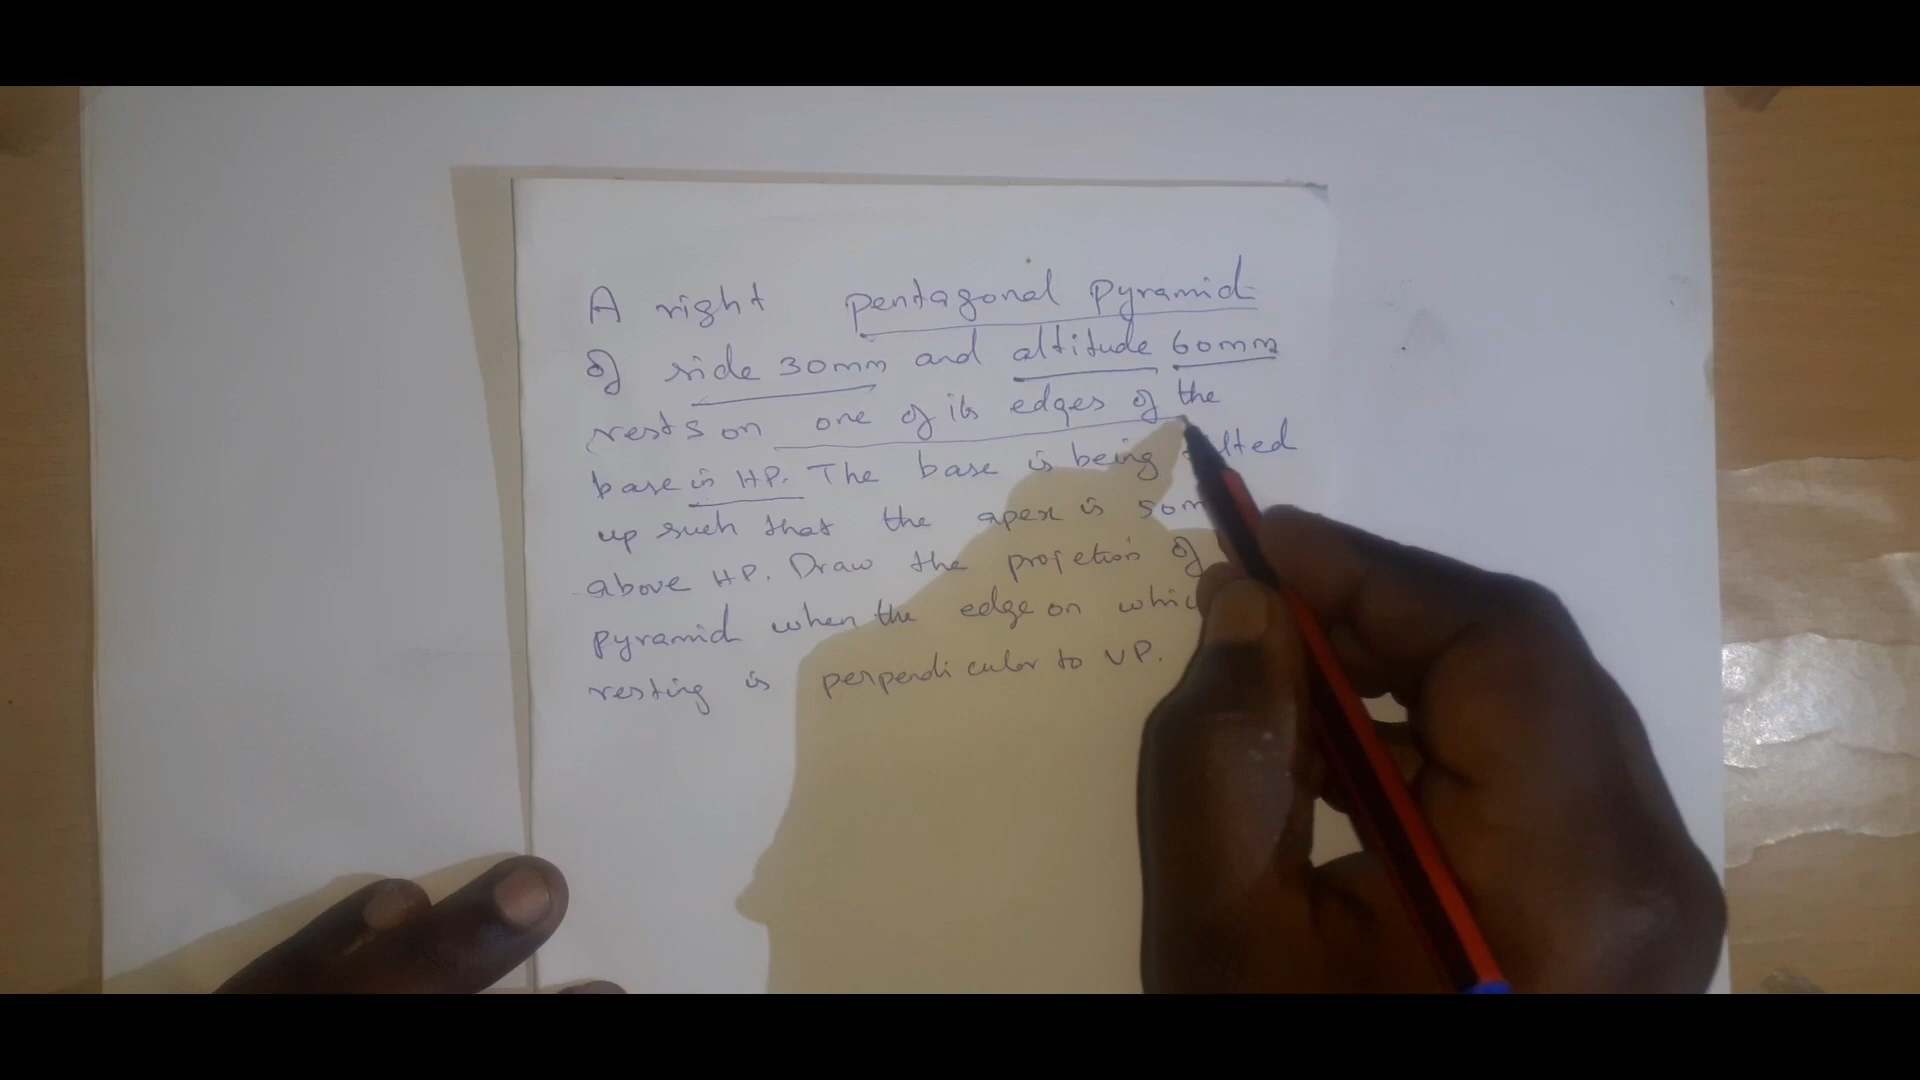 A right pentagonal pyramid
of side 30mm and altitude 60mm
rests on one of its edges of the
base in HP. The base is being
up such that the apex is
above HP. Draw the projetion of
pyramid when the edge on
resting is perpendicular to VP.